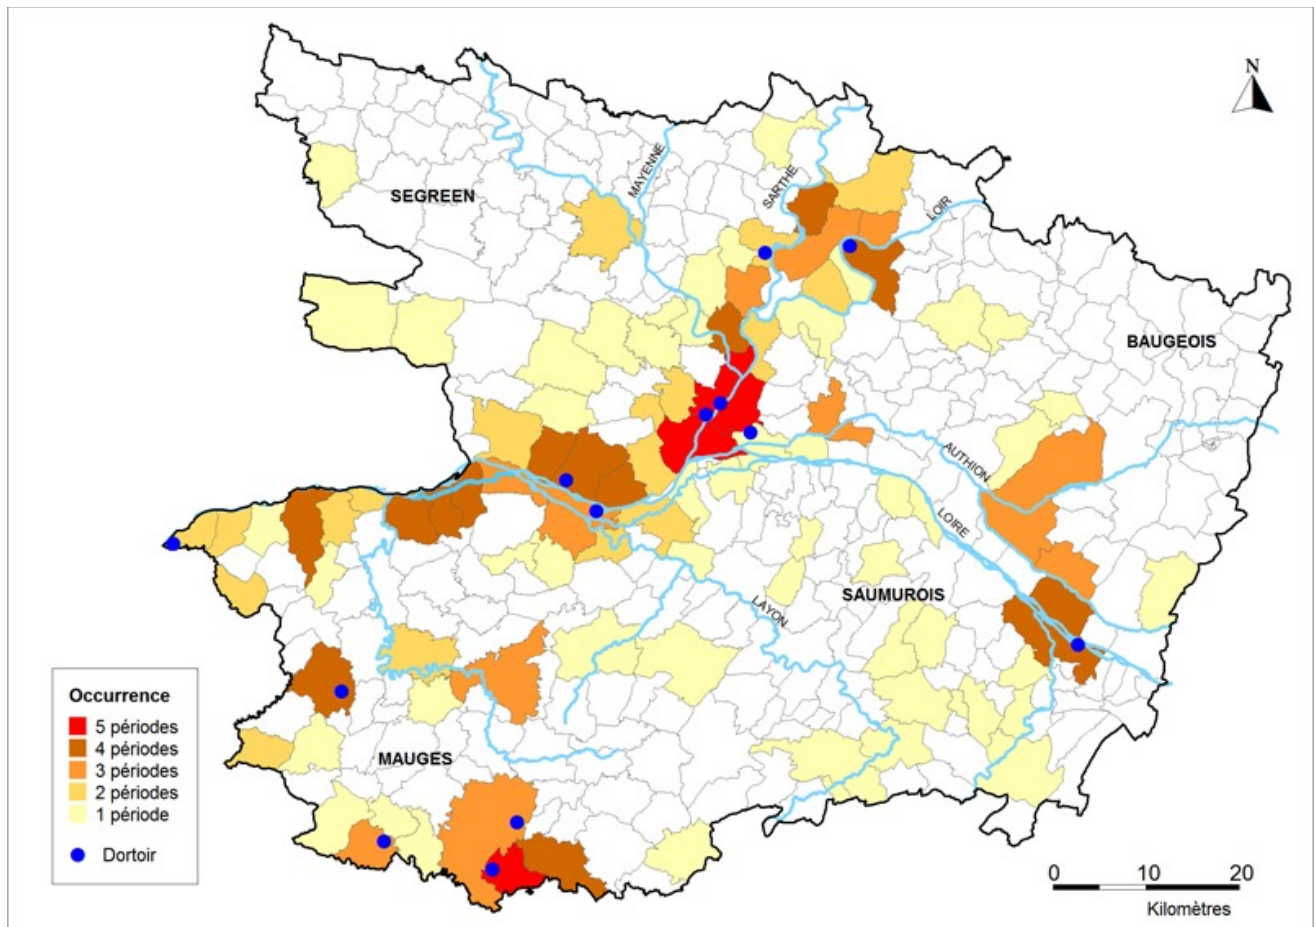 N
MAYENNE
SARTHE
SEGREEN
LOIR
BAUGEOIS
AUTHION
LOIRE
SAUMUROIS
LAYON
Occurrence
5 périodes
4 périodes
3 périodes
2 périodes
1 période
Dortoir
MAUGES
0 10 20
Kilomètres